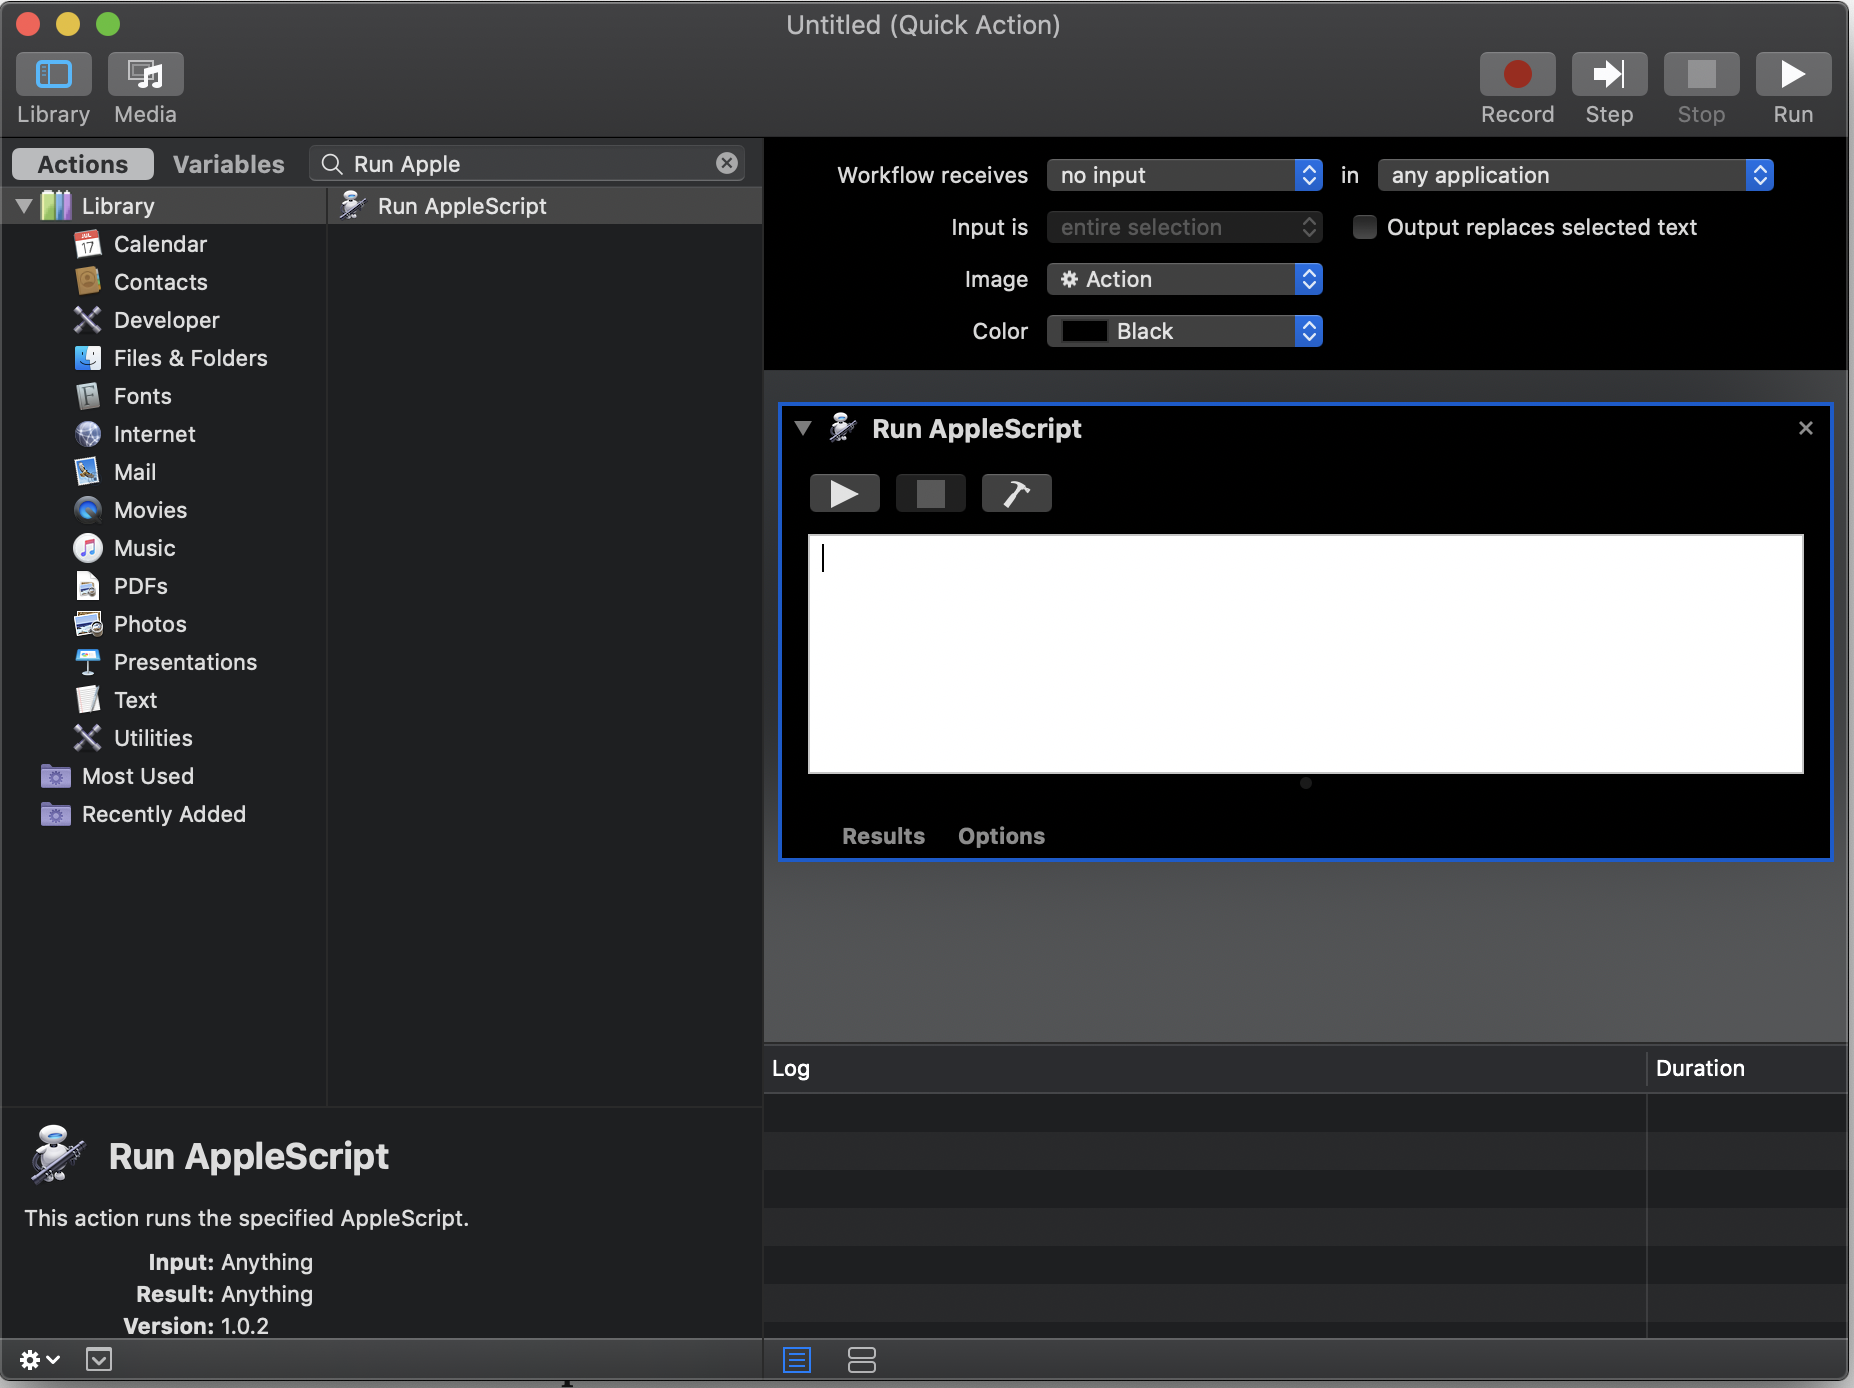 Untitled (Quick Action)
Library
Media
Record
Step
Stop
Run
Actions
Variables
Run Apple
Library
JUL
17
Calendar
Contacts
Developer
Files & Folders
F
Fonts
Internet
Mail
Movies
Music
PDFs
Photos
Presentations
Text
Utilities
Most Used
Recently Added
Run AppleScript
Workflow receives no input in any application
Input is entire selection Output replaces selected text
Image Action
Color Black
Run AppleScript
Results Options
Log Duration
Run AppleScript
This action runs the specified AppleScript.
Input: Anything
Result: Anything
Version: 1.0.2